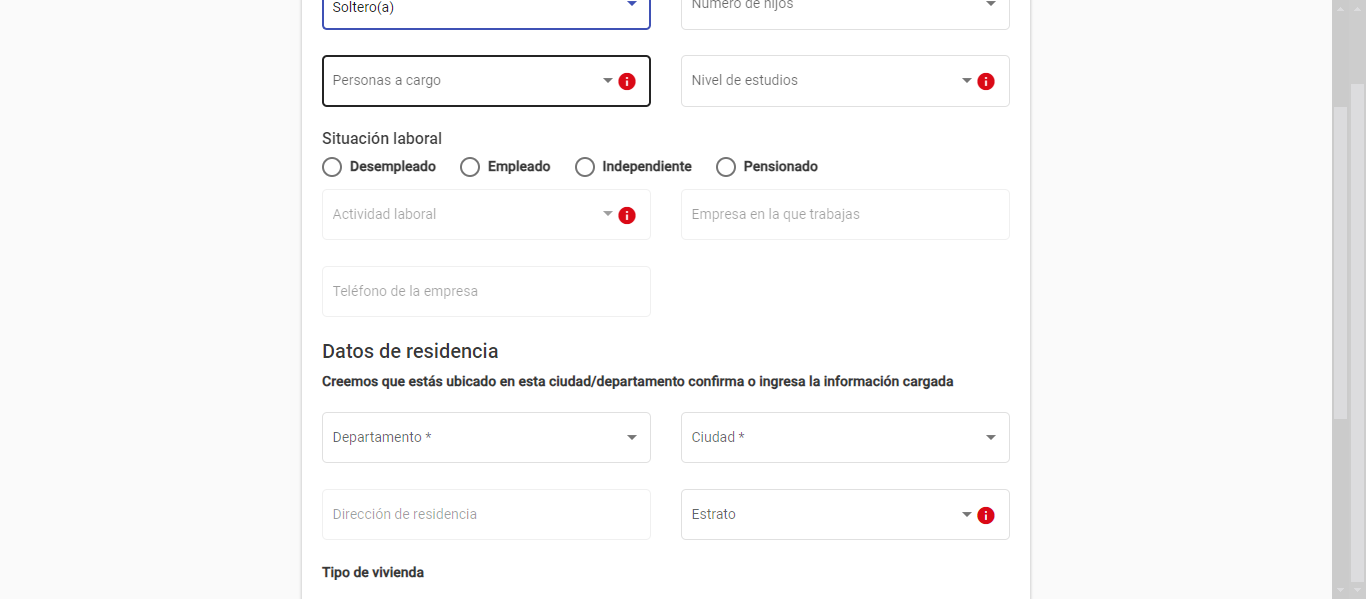 Soltero(a)
Número de hijos
Personas a cargo
Nivel de estudios
Situación laboral
Desempleado
Empleado
Independiente
Pensionado
Actividad laboral
Empresa en la que trabajas
Teléfono de la empresa
Datos de residencia
Creemos que estás ubicado en esta ciudad/departamento confirma o ingresa la información cargada
Departamento *
Ciudad *
Dirección de residencia
Estrato
Tipo de vivienda